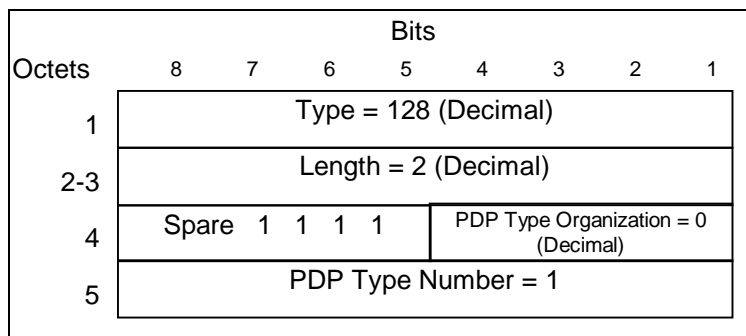 Bits
Octets 8 7 6 5 4 3 2 1
1 Type = 128 (Decimal)
2-3 Length = 2 (Decimal)
4 Spare 1 1 1 1 PDP Type Organization = 0
(Decimal)
5 PDP Type Number = 1